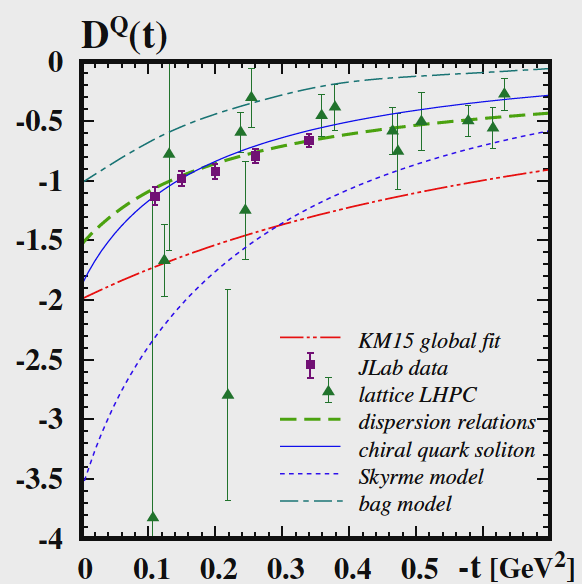 D^Q(t)
0
-0.5
-1
-1.5
-2
-2.5
-3
-3.5
-4
KM15 global fit
JLab data
lattice LHPC
dispersion relations
chiral quark soliton
Skyrme model
bag model
0 0.1 0.2 0.3 0.4 0.5 -t [GeV²]